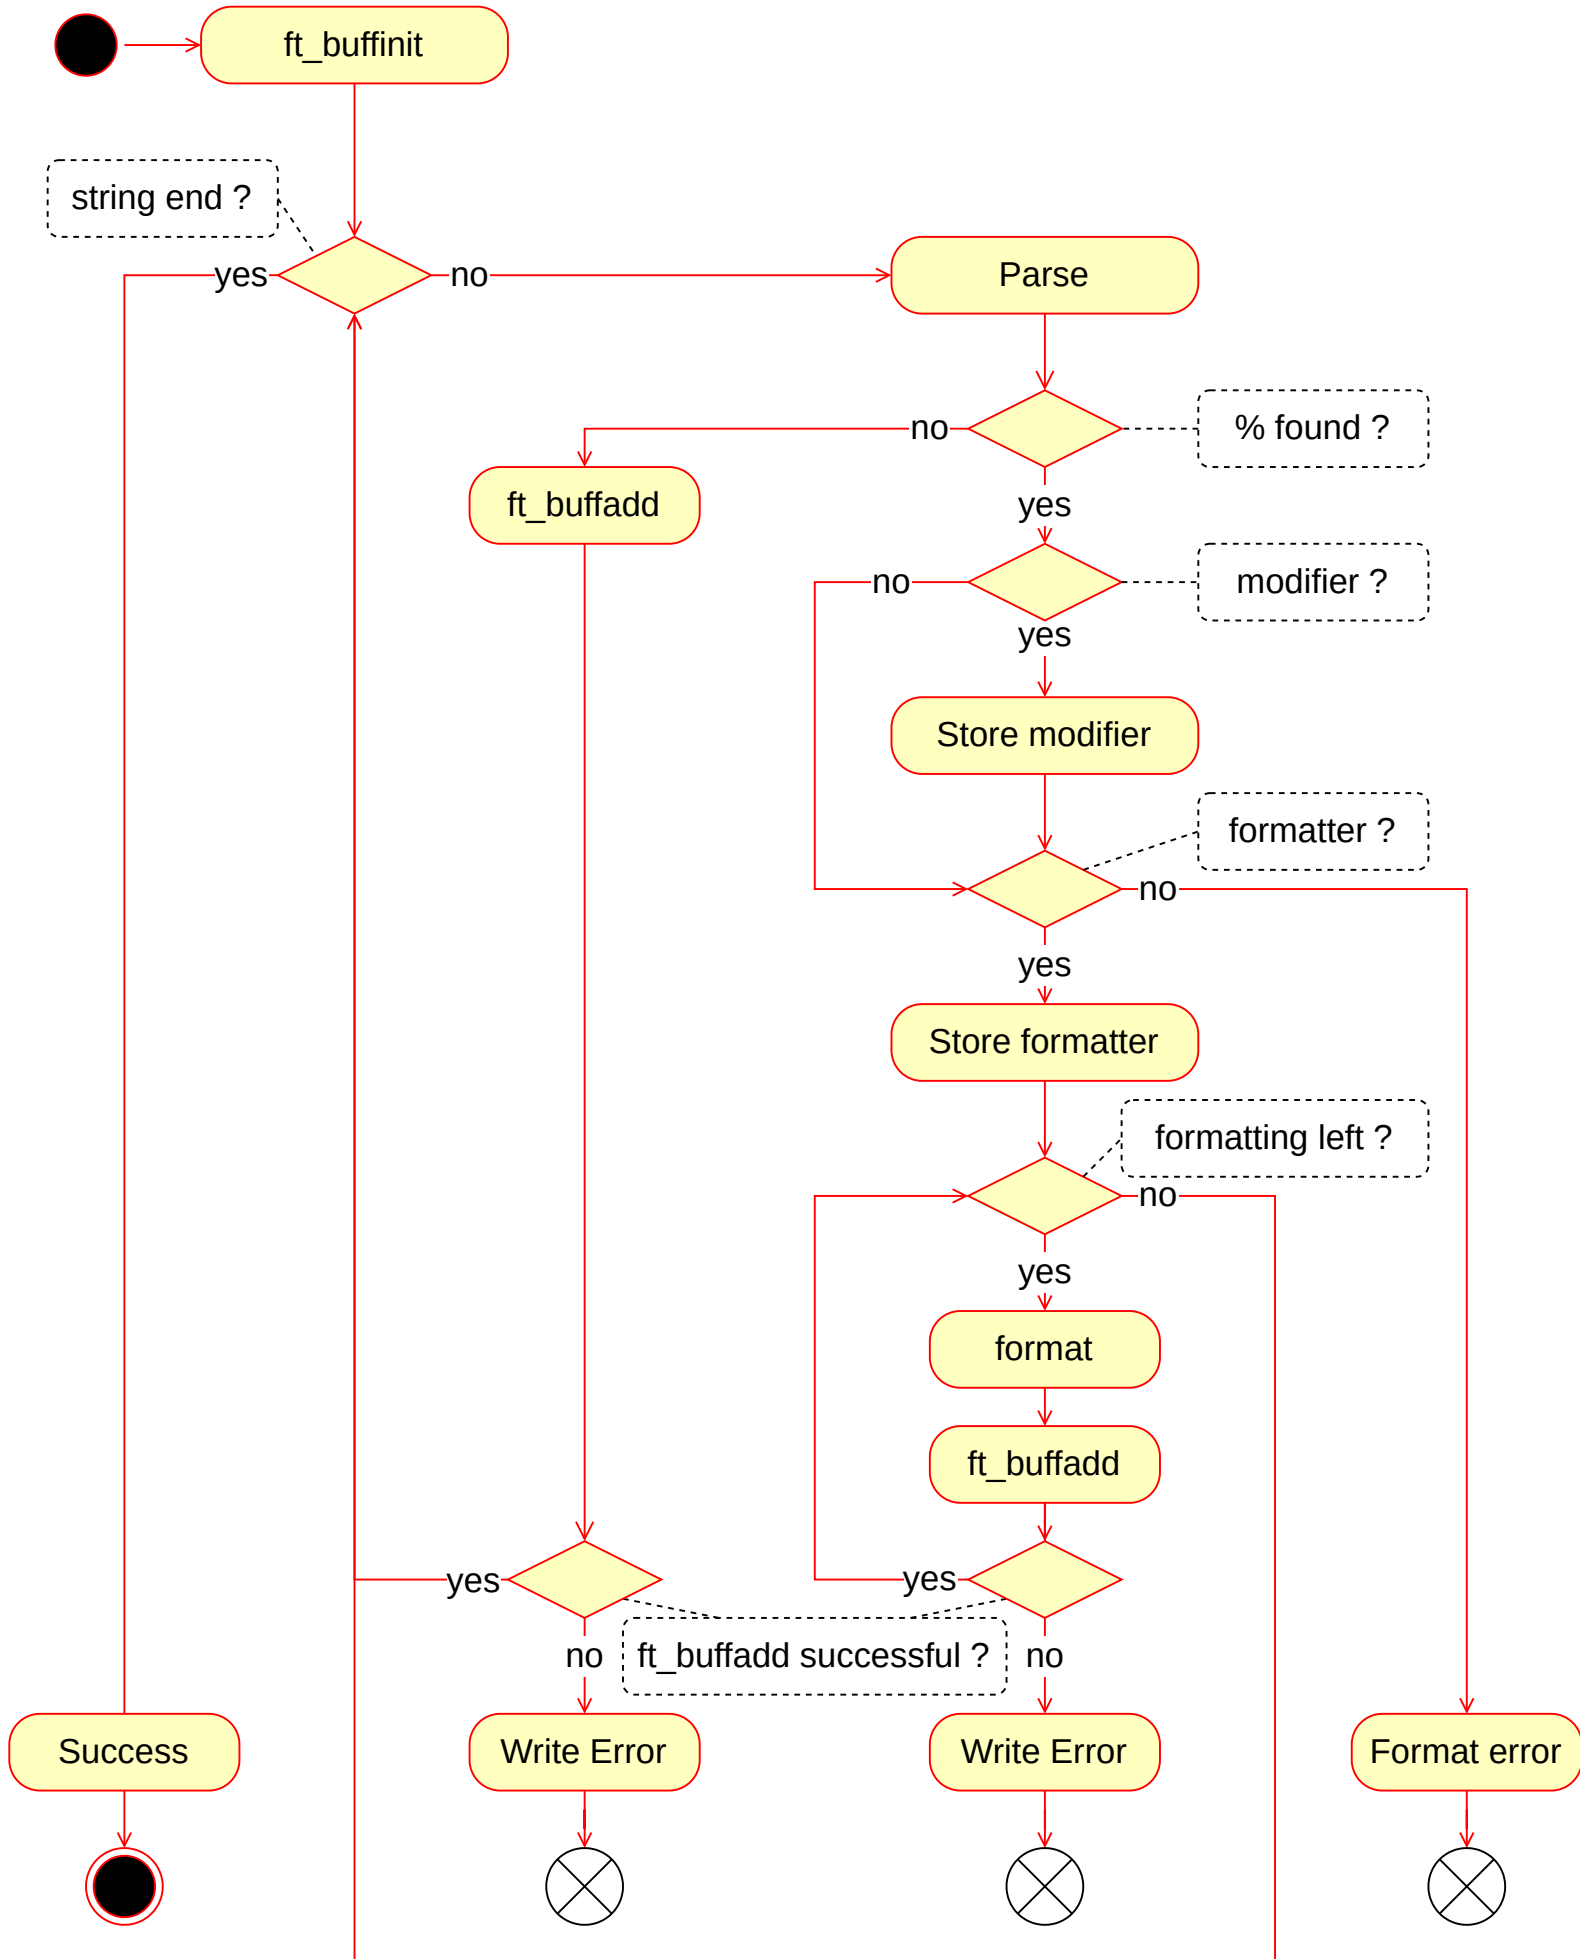 ft_buffinit
string end ?
yes
no
Parse
no
% found ?
ft_buffadd
yes
no
modifier ?
yes
Store modifier
formatter ?
no
yes
Store formatter
formatting left ?
no
yes
format
ft_buffadd
yes
yes
no
ft_buffadd successful ?
no
Success
Write Error
Write Error
Format error